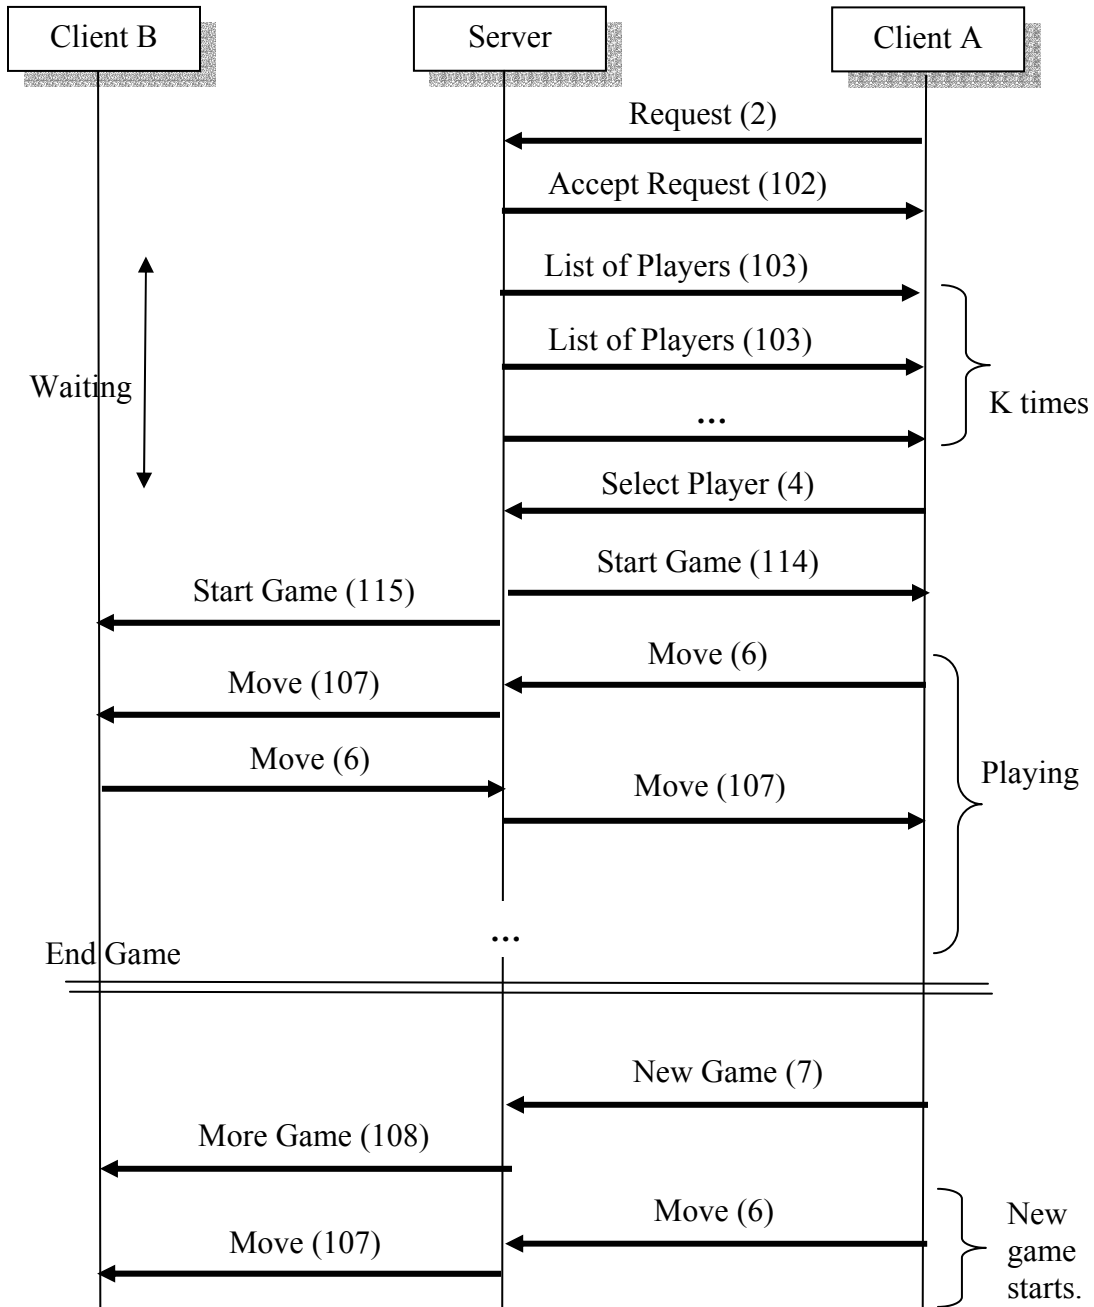 Client B
Server
Client A
Request (2)
Accept Request (102)
List of Players (103)
List of Players (103)
Waiting
K times
...
Select Player (4)
Start Game (114)
Start Game (115)
Move (6)
Move (107)
Move (6)
Move (107)
Playing
...
End Game
New Game (7)
More Game (108)
Move (6)
Move (107)
New
game
starts.